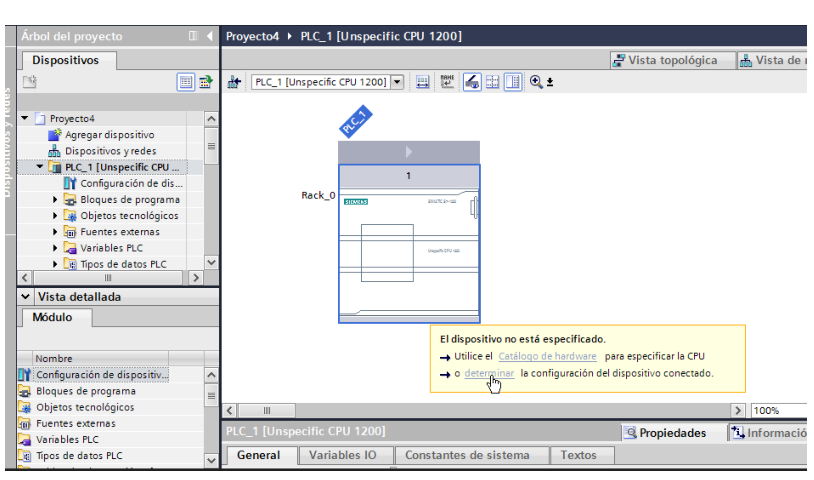 Árbol del proyecto
Proyecto4 PLC_1 [Unspecific CPU 1200]
Dispositivos
Vista topológica
Vista de
PLC_1 [Unspecific CPU 1200]
Proyecto4
Agregar dispositivo
Dispositivos y redes
PLC_1 [Unspecific CPU ...
Configuración de dis...
Bloques de programa
Objetos tecnológicos
Fuentes externas
Variables PLC
Tipos de datos PLC
Vista detallada
Módulo
Nombre
Configuración de dispositiv...
Bloques de programa
Objetos tecnológicos
Fuentes externas
Variables PLC
Tipos de datos PLC
PLC_1
1
Rack_0
SIEMENS
El dispositivo no está especificado.
Utilice el Catálogo de hardware para especificar la CPU
o determinar la configuración del dispositivo conectado.
100%
PLC_1 [Unspecific CPU 1200]
Propiedades
Informació
General Variables IO Constantes de sistema Textos